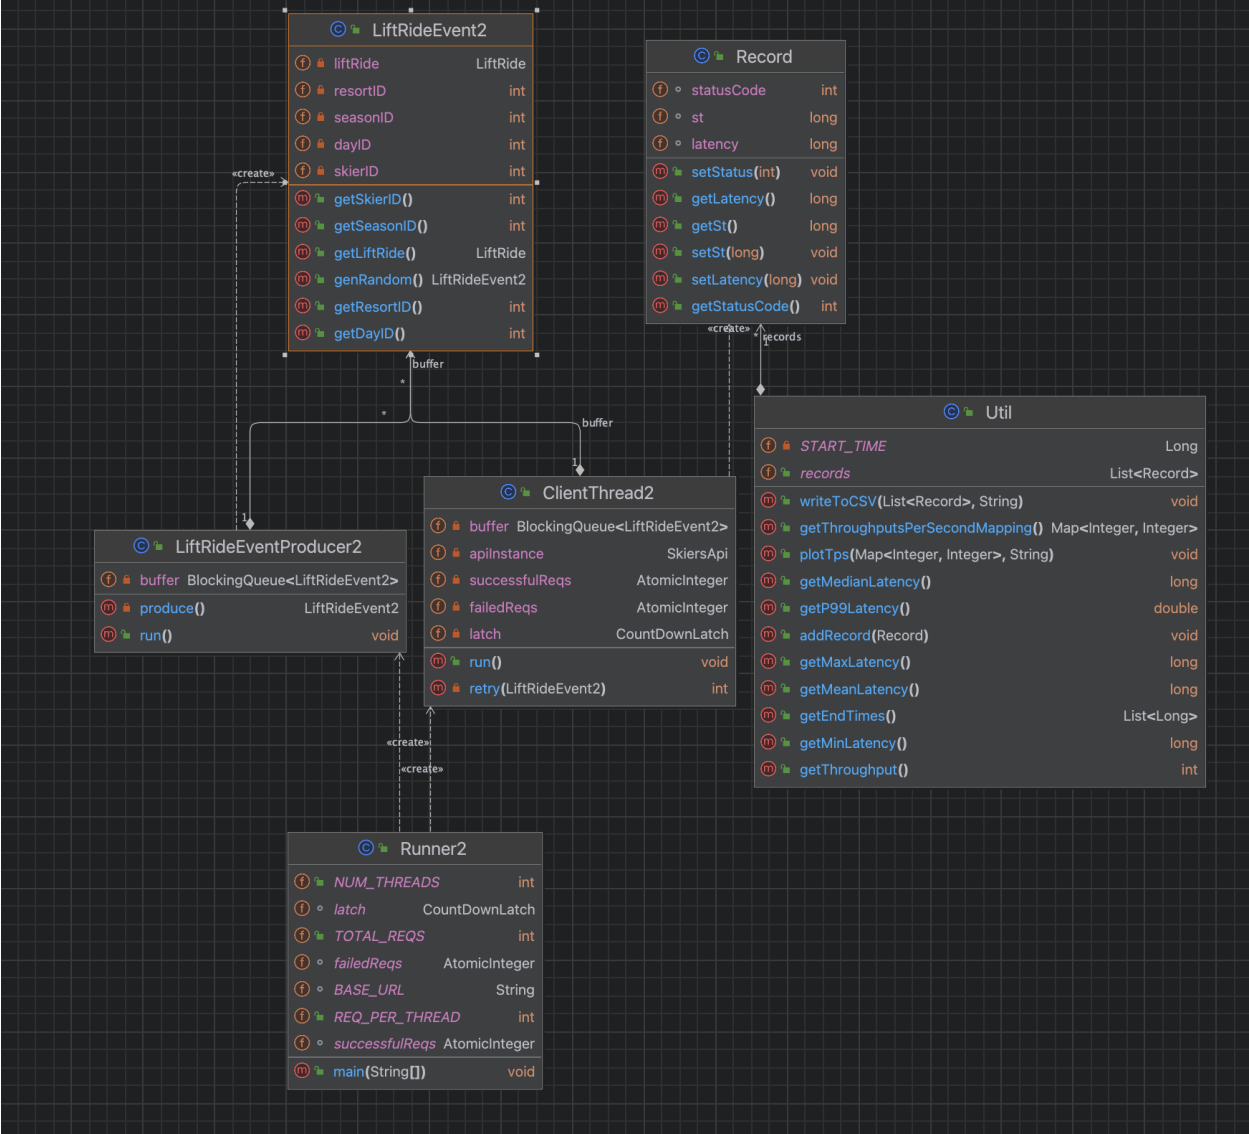 LiftRideEvent2
liftRide LiftRide
resortID int
seasonID int
dayID int
skierID int
getSkierID() int
getSeasonID() int
getLiftRide() LiftRide
genRandom() LiftRideEvent2
getResortID() int
getDayID() int
Record
statusCode int
st long
latency long
setStatus(int) void
getLatency() long
getSt() long
setSt(long) void
setLatency(long) void
getStatusCode() int
«create»
«create»
* records
1
buffer
*
*
buffer
1
1
Util
START_TIME Long
records List<Record>
writeToCSV(List<Record>, String) void
getThroughputsPerSecondMapping() Map<Integer, Integer>
plotTps(Map<Integer, Integer>, String) void
getMedianLatency() long
getP99Latency() double
addRecord(Record) void
getMaxLatency() long
getMeanLatency() long
getEndTimes() List<Long>
getMinLatency() long
getThroughput() int
ClientThread2
buffer BlockingQueue<LiftRideEvent2>
apiInstance SkiersApi
successfulReqs AtomicInteger
failedReqs AtomicInteger
latch CountDownLatch
run() void
retry(LiftRideEvent2) int
LiftRideEventProducer2
buffer BlockingQueue<LiftRideEvent2>
produce() LiftRideEvent2
run() void
«create»
«create»
Runner2
NUM_THREADS int
latch CountDownLatch
TOTAL_REQS int
failedReqs AtomicInteger
BASE_URL String
REQ_PER_THREAD int
successfulReqs AtomicInteger
main(String[]) void